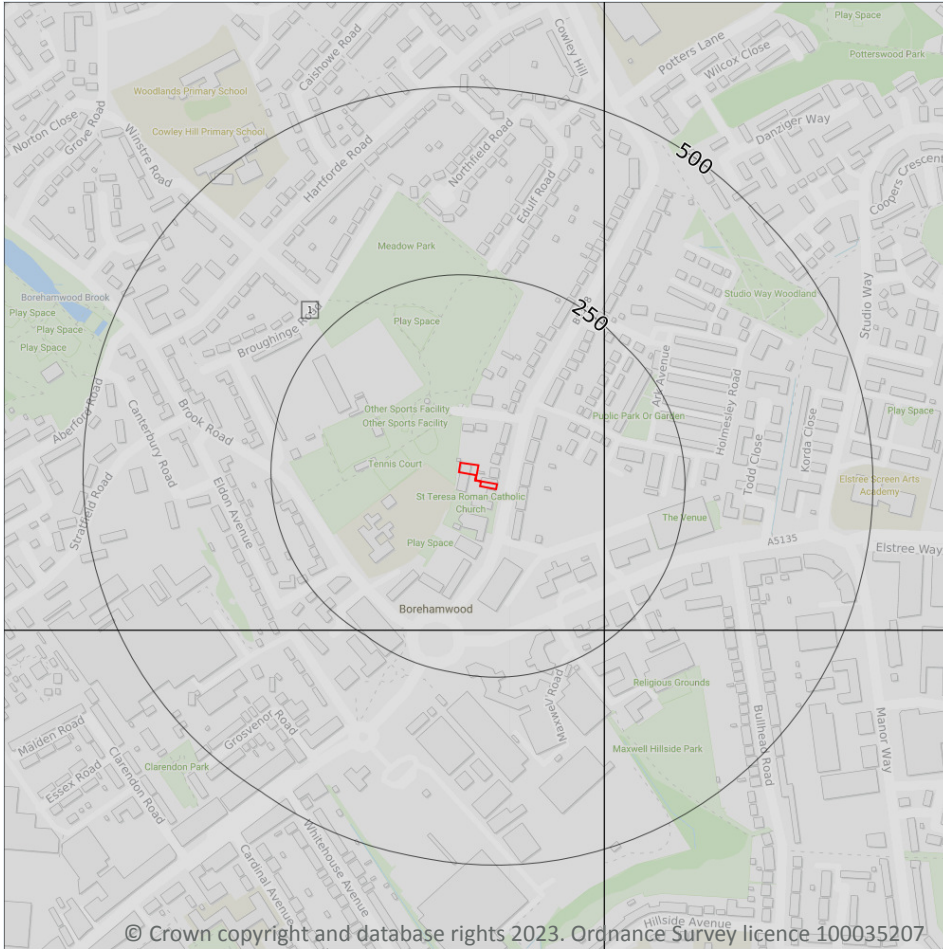 Play Space
Potterswood Park
Cowley Hill
Potters Lane
Wilcox Close
Caishowe Road
Woodlands Primary School
Norton Close
Grove Road
Winstre Road
Cowley Hill Primary School
Hartforde Road
Northfield Road
Edulf Road
500
Danziger Way
Coopers Crescent
Meadow Park
Borehamwood Brook
Play Space
Play Space
Play Space
1
Broughinge R
Play Space
250
Studio Way Woodland
Studio Way
Aberford Road
Canterbury Road
Brook Road
Other Sports Facility
Other Sports Facility
Ark Avenue
Public Park Or Garden
Holmesley Road
Play Space
Tennis Court
Stratfield Road
Eldon Avenue
St Teresa Roman Catholic
Church
Todd Close
Korda Close
Elstree Screen Arts
Academy
The Venue
Play Space
A5135
Elstree Way
Borehamwood
Religious Grounds
Maxwell Road
Maxwell Hillside Park
Bullhead Road
Manor Way
Maiden Road
Essex Road
Clarendon Road
Grosvenor
Road
Clarendon Park
Whitehouse Avenue
Cardinal Avenue
Hillside Avenue
© Crown copyright and database rights 2023. Ordnance Survey licence 100035207